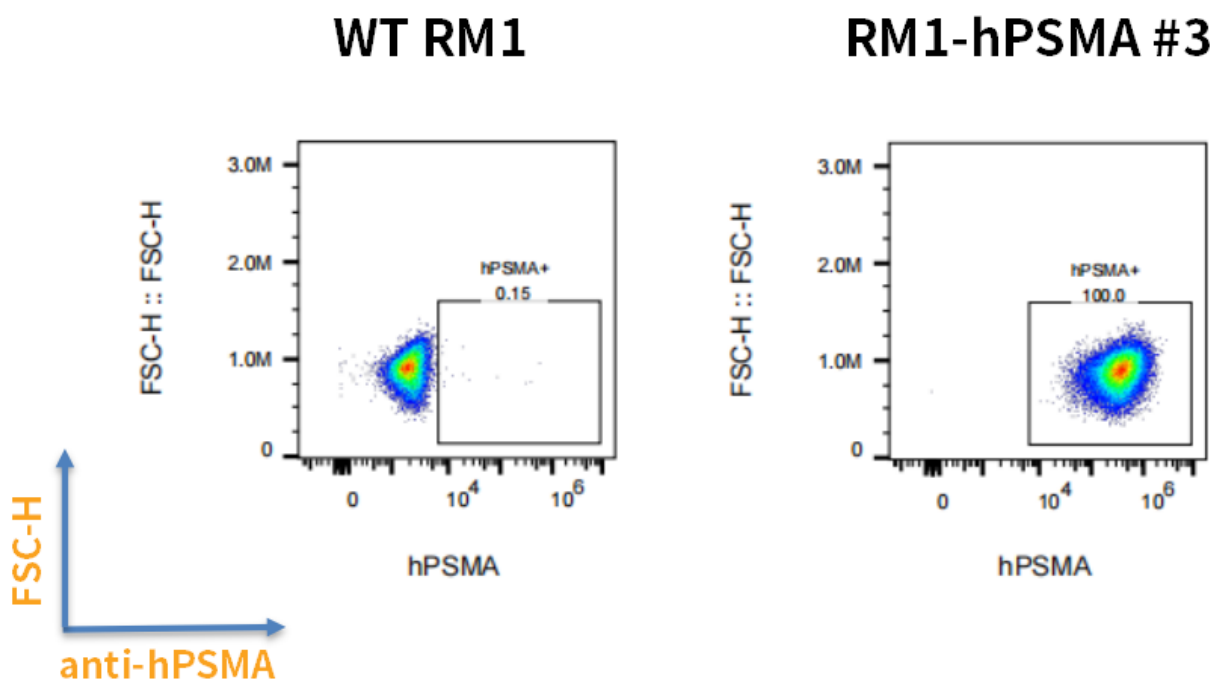 WT RM1
RM1-hPSMA #3
FSC-H :: FSC-H
3.0M
2.0M
1.0M
0
hPSMA+
0.15
0
10^4
10^6
hPSMA
FSC-H :: FSC-H
3.0M
2.0M
1.0M
0
hPSMA+
100.0
0
10^4
10^6
hPSMA
FSC-H
anti-hPSMA